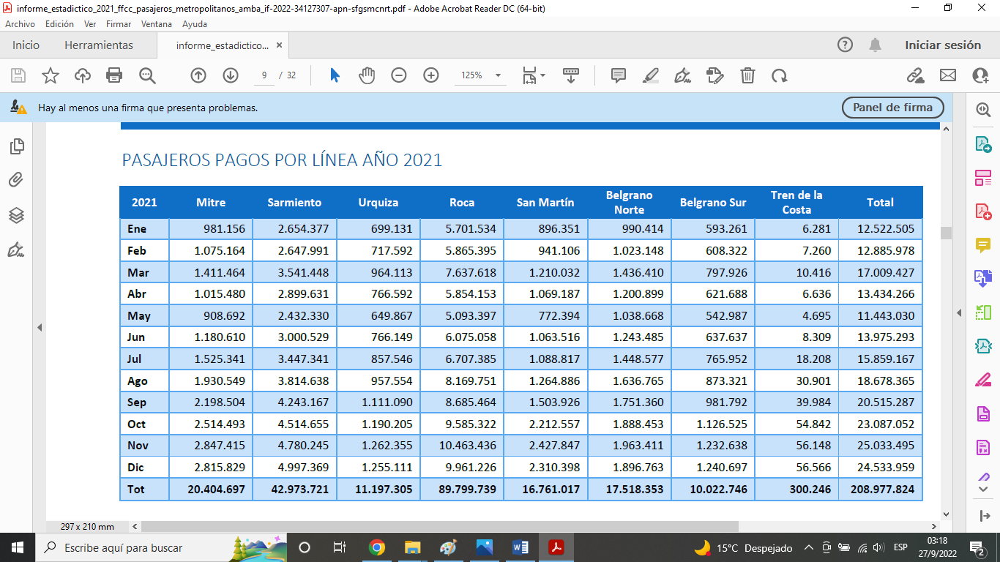 informe_estadictico_2021_ffcc_pasajeros_metropolitanos_amba_if-2022-34127307-apn-sfgsmcnrt.pdf - Adobe Acrobat Reader DC (64-bit)
Archivo Edición Ver Firmar Ventana Ayuda
Inicio Herramientas informe_estadictico... × Iniciar sesión
9 / 32 125%
Hay al menos una firma que presenta problemas. Panel de firma
PASAJEROS PAGOS POR LÍNEA AÑO 2021
2021 Mitre Sarmiento Urquiza Roca San Martín Belgrano Norte Belgrano Sur Tren de la Costa Total
Ene 981.156 2.654.377 699.131 5.701.534 896.351 990.414 593.261 6.281 12.522.505
Feb 1.075.164 2.647.991 717.592 5.865.395 941.106 1.023.148 608.322 7.260 12.885.978
Mar 1.411.464 3.541.448 964.113 7.637.618 1.210.032 1.436.410 797.926 10.416 17.009.427
Abr 1.015.480 2.899.631 766.592 5.854.153 1.069.187 1.200.899 621.688 6.636 13.434.266
May 908.692 2.432.330 649.867 5.093.397 772.394 1.038.668 542.987 4.695 11.443.030
Jun 1.180.610 3.000.529 766.149 6.075.058 1.063.516 1.243.485 637.637 8.309 13.975.293
Jul 1.525.341 3.447.341 857.546 6.707.385 1.088.817 1.448.577 765.952 18.208 15.859.167
Ago 1.930.549 3.814.638 957.554 8.169.751 1.264.886 1.636.765 873.321 30.901 18.678.365
Sep 2.198.504 4.243.167 1.111.090 8.685.464 1.503.926 1.751.360 981.792 39.984 20.515.287
Oct 2.514.493 4.514.655 1.190.205 9.585.322 2.212.557 1.888.453 1.126.525 54.842 23.087.052
Nov 2.847.415 4.780.245 1.262.355 10.463.436 2.427.847 1.963.411 1.232.638 56.148 25.033.495
Dic 2.815.829 4.997.369 1.255.111 9.961.226 2.310.398 1.896.763 1.240.697 56.566 24.533.959
Tot 20.404.697 42.973.721 11.197.305 89.799.739 16.761.017 17.518.353 10.022.746 300.246 208.977.824
297 x 210 mm
Escribe aquí para buscar 15°C Despejado ESP 03:18
27/9/2022 2